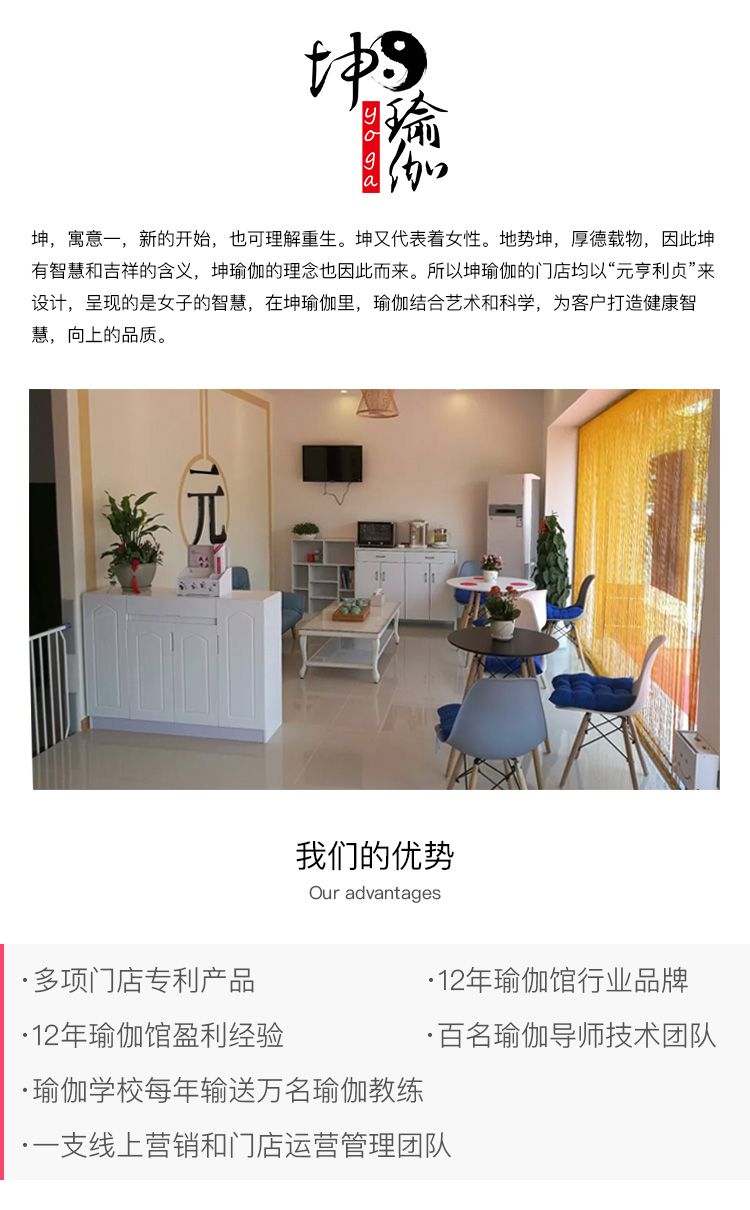 坤
瑜伽
yoga
坤，寓意一，新的开始，也可理解重生。坤又代表着女性。地势坤，厚德载物，因此坤
有智慧和吉祥的含义，坤瑜伽的理念也因此而来。所以坤瑜伽的门店均以“元亨利贞”来
设计，呈现的是女子的智慧，在坤瑜伽里，瑜伽结合艺术和科学，为客户打造健康智
慧，向上的品质。
元
我们的优势
Our advantages
·多项门店专利产品
·12年瑜伽馆行业品牌
·12年瑜伽馆盈利经验
·百名瑜伽导师技术团队
·瑜伽学校每年输送万名瑜伽教练
·一支线上营销和门店运营管理团队